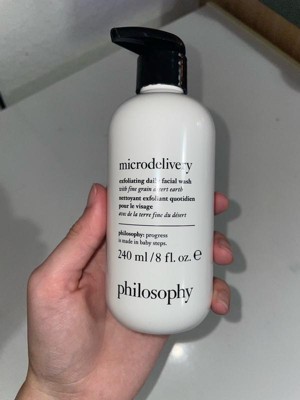 microdelivery
exfoliating daily facial wash
with fine grain desert earth
nettoyant exfoliant quotidien
pour le visage
avec de la terre fine du désert
philosophy: progress
is made in baby steps.
240 ml/8 fl. oz. ℮
philosophy